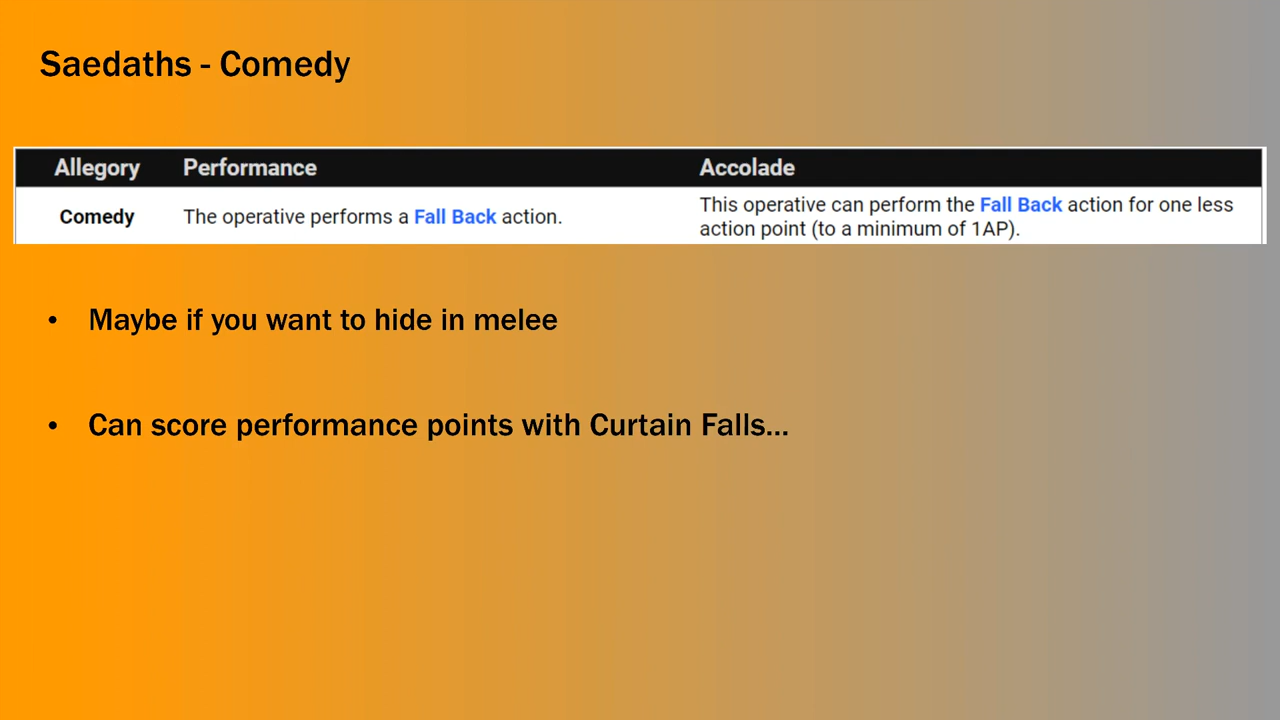 Saedaths - Comedy
Allegory Performance Accolade
Comedy The operative performs a Fall Back action. This operative can perform the Fall Back action for one less
action point (to a minimum of 1AP).
• Maybe if you want to hide in melee
• Can score performance points with Curtain Falls...